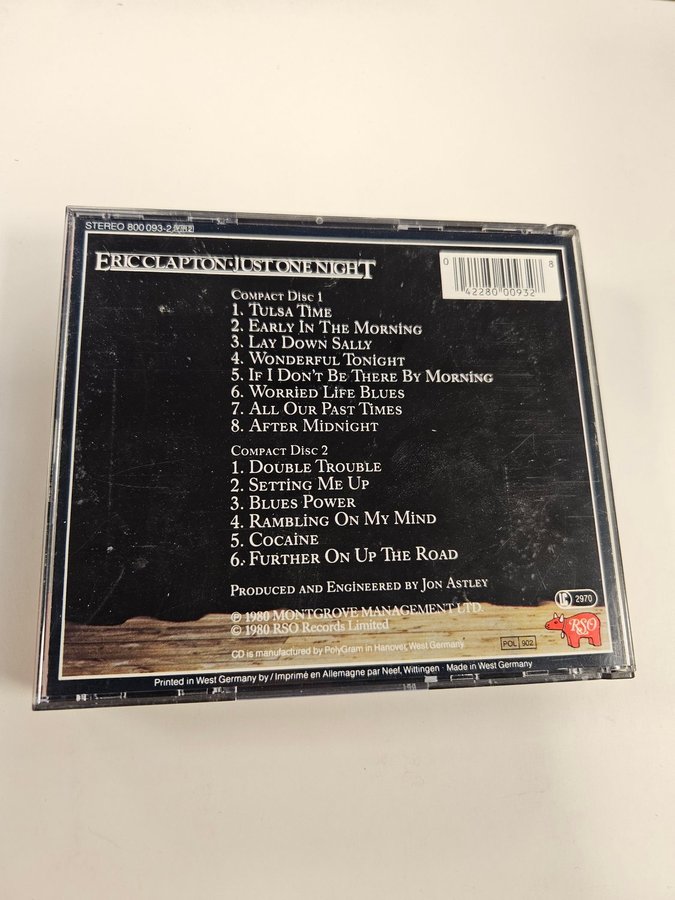 STEREO 800 093-2
ERIC CLAPTON·JUST ONE NIGHT
0 42280 00932 8
COMPACT DISC 1
1. TULSA TIME
2. EARLY IN THE MORNING
3. LAY DOWN SALLY
4. WONDERFUL TONIGHT
5. IF I DON'T BE THERE BY MORNING
6. WORRIED LIFE BLUES
7. ALL OUR PAST TIMES
8. AFTER MIDNIGHT
COMPACT DISC 2
1. DOUBLE TROUBLE
2. SETTING ME UP
3. BLUES POWER
4. RAMBLING ON MY MIND
5. COCAINE
6. FURTHER ON UP THE ROAD
PRODUCED AND ENGINEERED BY JON ASTLEY
℗ 1980 MONTGROVE MANAGEMENT LTD.
© 1980 RSO Records Limited
CD is manufactured by PolyGram in Hanover, West Germany
LC 2970
RSO
POL 902
Printed in West Germany by / Imprimé en Allemagne par Neef, Wittingen · Made in West Germany